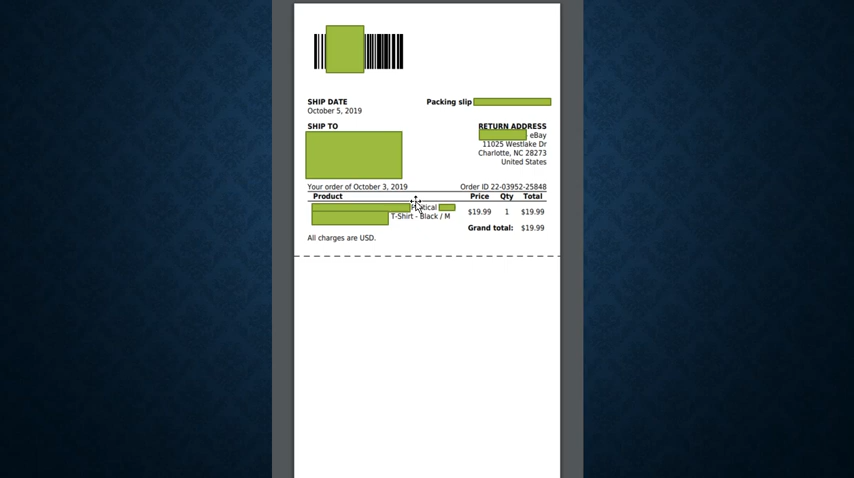 SHIP DATE
October 5, 2019
Packing slip
SHIP TO
RETURN ADDRESS
eBay
11025 Westlake Dr
Charlotte, NC 28273
United States
Your order of October 3, 2019
Order ID 22-03952-25848
Product Price Qty Total
T-Shirt - Black / M
$19.99 1 $19.99
Grand total: $19.99
All charges are USD.